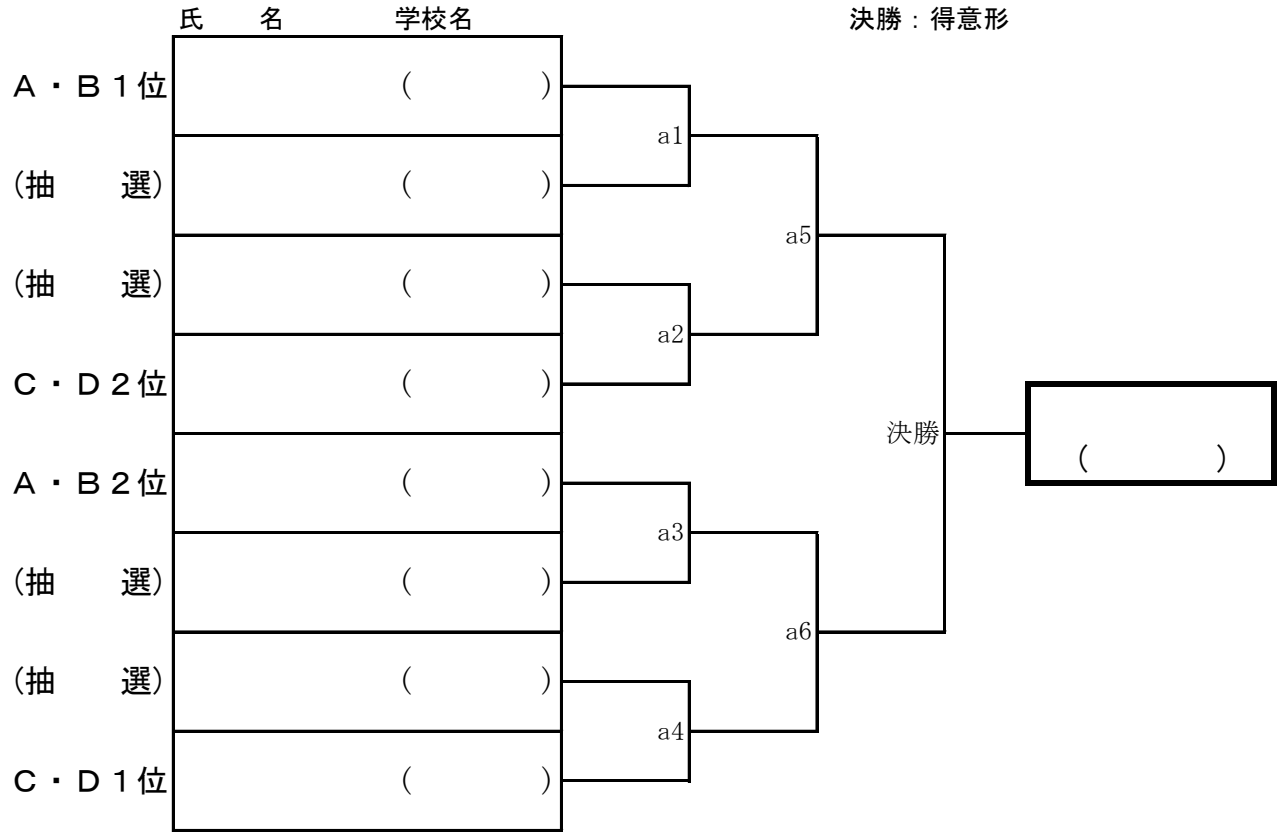 氏　名　学校名　決勝：得意形
Ａ・Ｂ１位　（　　　）
a1
（抽　選）　（　　　）
a5
（抽　選）　（　　　）
a2
Ｃ・Ｄ２位　（　　　）
決勝
（　　　）
Ａ・Ｂ２位　（　　　）
a3
（抽　選）　（　　　）
a6
（抽　選）　（　　　）
a4
Ｃ・Ｄ１位　（　　　）